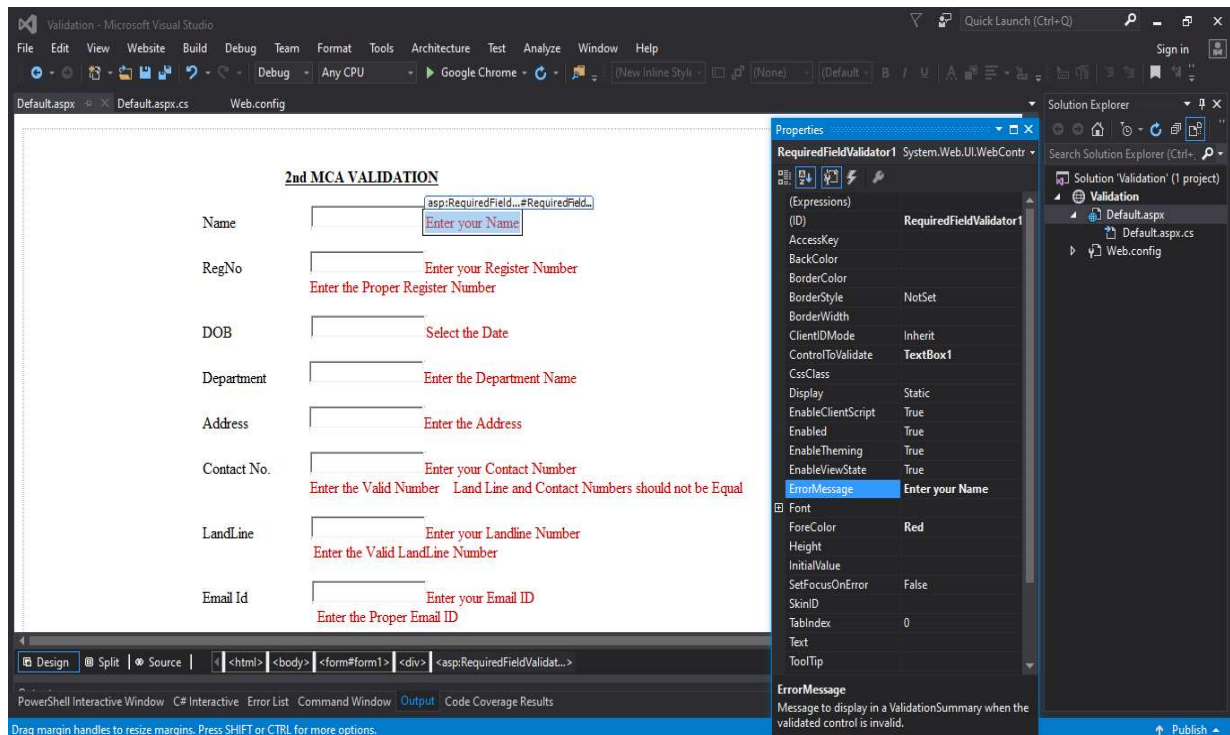 Validation - Microsoft Visual Studio
Quick Launch (Ctrl+Q)
File Edit View Website Build Debug Team Format Tools Architecture Test Analyze Window Help
Sign in
Debug Any CPU Google Chrome (New Inline Style (None) (Default B I U A
Default.aspx Default.aspx.cs Web.config
2nd MCA VALIDATION
asp:RequiredField...#RequiredField...
Name Enter your Name
RegNo Enter your Register Number
Enter the Proper Register Number
DOB Select the Date
Department Enter the Department Name
Address Enter the Address
Contact No. Enter your Contact Number
Enter the Valid Number Land Line and Contact Numbers should not be Equal
LandLine Enter your Landline Number
Enter the Valid LandLine Number
Email Id Enter your Email ID
Enter the Proper Email ID
Design Split Source <html> <body> <form#form1> <div> <asp:RequiredFieldValidat...>
PowerShell Interactive Window C# Interactive Error List Command Window Output Code Coverage Results
Drag margin handles to resize margins. Press SHIFT or CTRL for more options.
Properties
RequiredFieldValidator1 System.Web.UI.WebContr
(Expressions)
(ID) RequiredFieldValidator1
AccessKey
BackColor
BorderColor
BorderStyle NotSet
BorderWidth
ClientIDMode Inherit
ControlToValidate TextBox1
CssClass
Display Static
EnableClientScript True
Enabled True
EnableTheming True
EnableViewState True
ErrorMessage Enter your Name
Font
ForeColor Red
Height
InitialValue
SetFocusOnError False
SkinID
TabIndex 0
Text
ToolTip
ErrorMessage
Message to display in a ValidationSummary when the
validated control is invalid.
Solution Explorer
Search Solution Explorer (Ctrl+;
Solution 'Validation' (1 project)
Validation
Default.aspx
Default.aspx.cs
Web.config
Publish